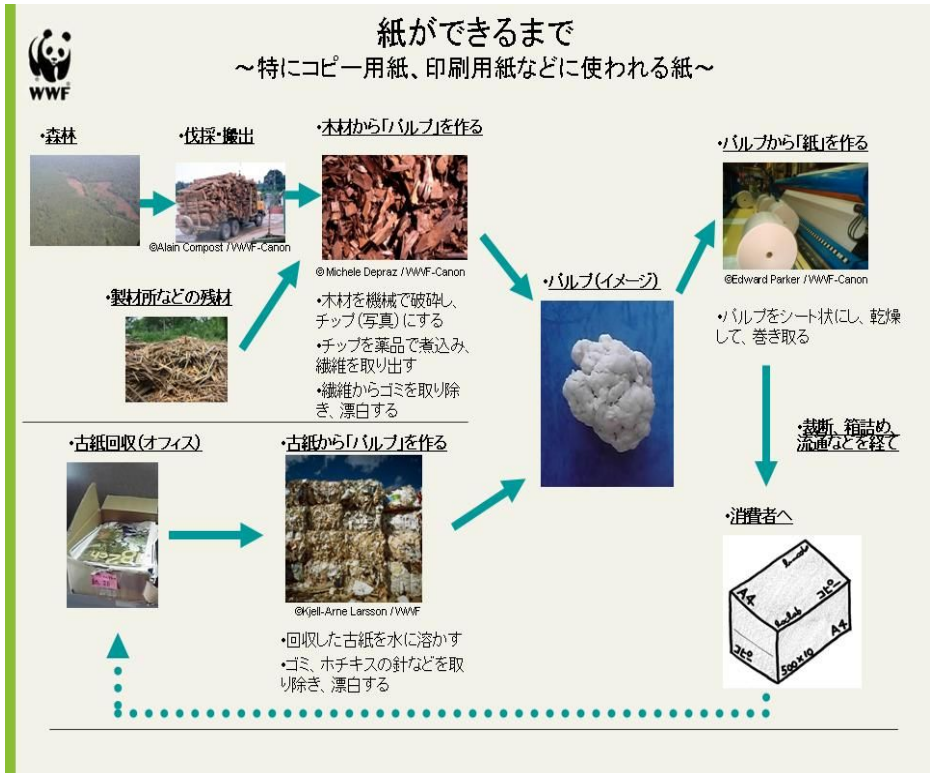 紙ができるまで
～特にコピー用紙、印刷用紙などに使われる紙～
WWF
・森林
・伐採・搬出
©Alain Compost / WWF-Canon
・木材から「パルプ」を作る
© Michele Depraz / WWF-Canon
・木材を機械で破砕し、
チップ(写真)にする
・チップを薬品で煮込み、
繊維を取り出す
・繊維からゴミを取り除
き、漂白する
・製材所などの残材
・古紙回収(オフィス)
・古紙から「パルプ」を作る
©Kjell-Arne Larsson / WWF
・回収した古紙を水に溶かす
・ゴミ、ホチキスの針などを取
り除き、漂白する
・パルプ(イメージ)
・パルプから「紙」を作る
©Edward Parker / WWF-Canon
・パルプをシート状にし、乾燥
して、巻き取る
・裁断、箱詰め、
流通などを経て
・消費者へ
A4
コピー
A4
コピー
500×10